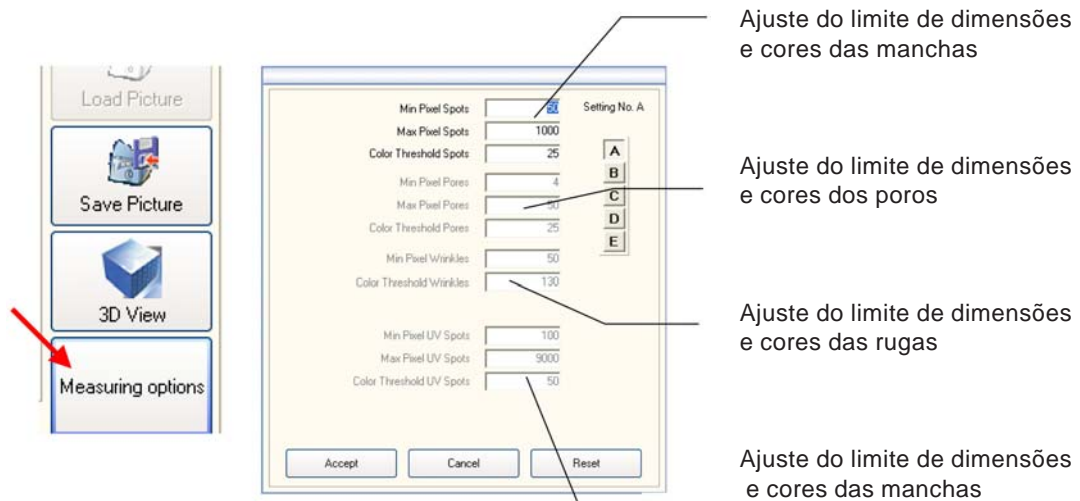 Load Picture
Save Picture
3D View
Measuring options
Min Pixel Spots 50 Setting No. A
Max Pixel Spots 1000
Color Threshold Spots 25
Min Pixel Pores 4
Max Pixel Pores 50
Color Threshold Pores 25
Min Pixel Wrinkles 50
Color Threshold Wrinkles 130
Min Pixel UV Spots 100
Max Pixel UV Spots 9000
Color Threshold UV Spots 50
A
B
C
D
E
Accept Cancel Reset
Ajuste do limite de dimensões
e cores das manchas
Ajuste do limite de dimensões
e cores dos poros
Ajuste do limite de dimensões
e cores das rugas
Ajuste do limite de dimensões
e cores das manchas